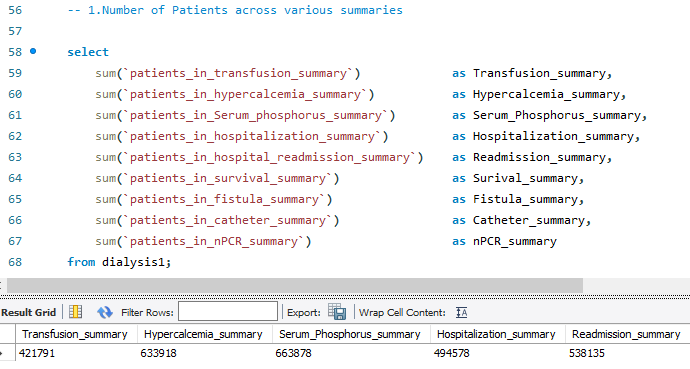 56 -- 1.Number of Patients across various summaries
57
58 select
59 sum(`patients_in_transfusion_summary`) as Transfusion_summary,
60 sum(`patients_in_hypercalcemia_summary`) as Hypercalcemia_summary,
61 sum(`patients_in_Serum_phosphorus_summary`) as Serum_Phosphorus_summary,
62 sum(`patients_in_hospitalization_summary`) as Hospitalization_summary,
63 sum(`patients_in_hospital_readmission_summary`) as Readmission_summary,
64 sum(`patients_in_survival_summary`) as Surival_summary,
65 sum(`patients_in_fistula_summary`) as Fistula_summary,
66 sum(`patients_in_catheter_summary`) as Catheter_summary,
67 sum(`patients_in_nPCR_summary`) as nPCR_summary
68 from dialysis1;
Result Grid Filter Rows: Export: Wrap Cell Content:
Transfusion_summary Hypercalcemia_summary Serum_Phosphorus_summary Hospitalization_summary Readmission_summary
421791 633918 663878 494578 538135